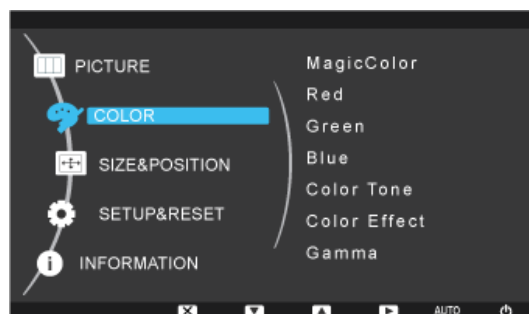 PICTURE
COLOR
SIZE&POSITION
SETUP&RESET
INFORMATION
MagicColor
Red
Green
Blue
Color Tone
Color Effect
Gamma
AUTO